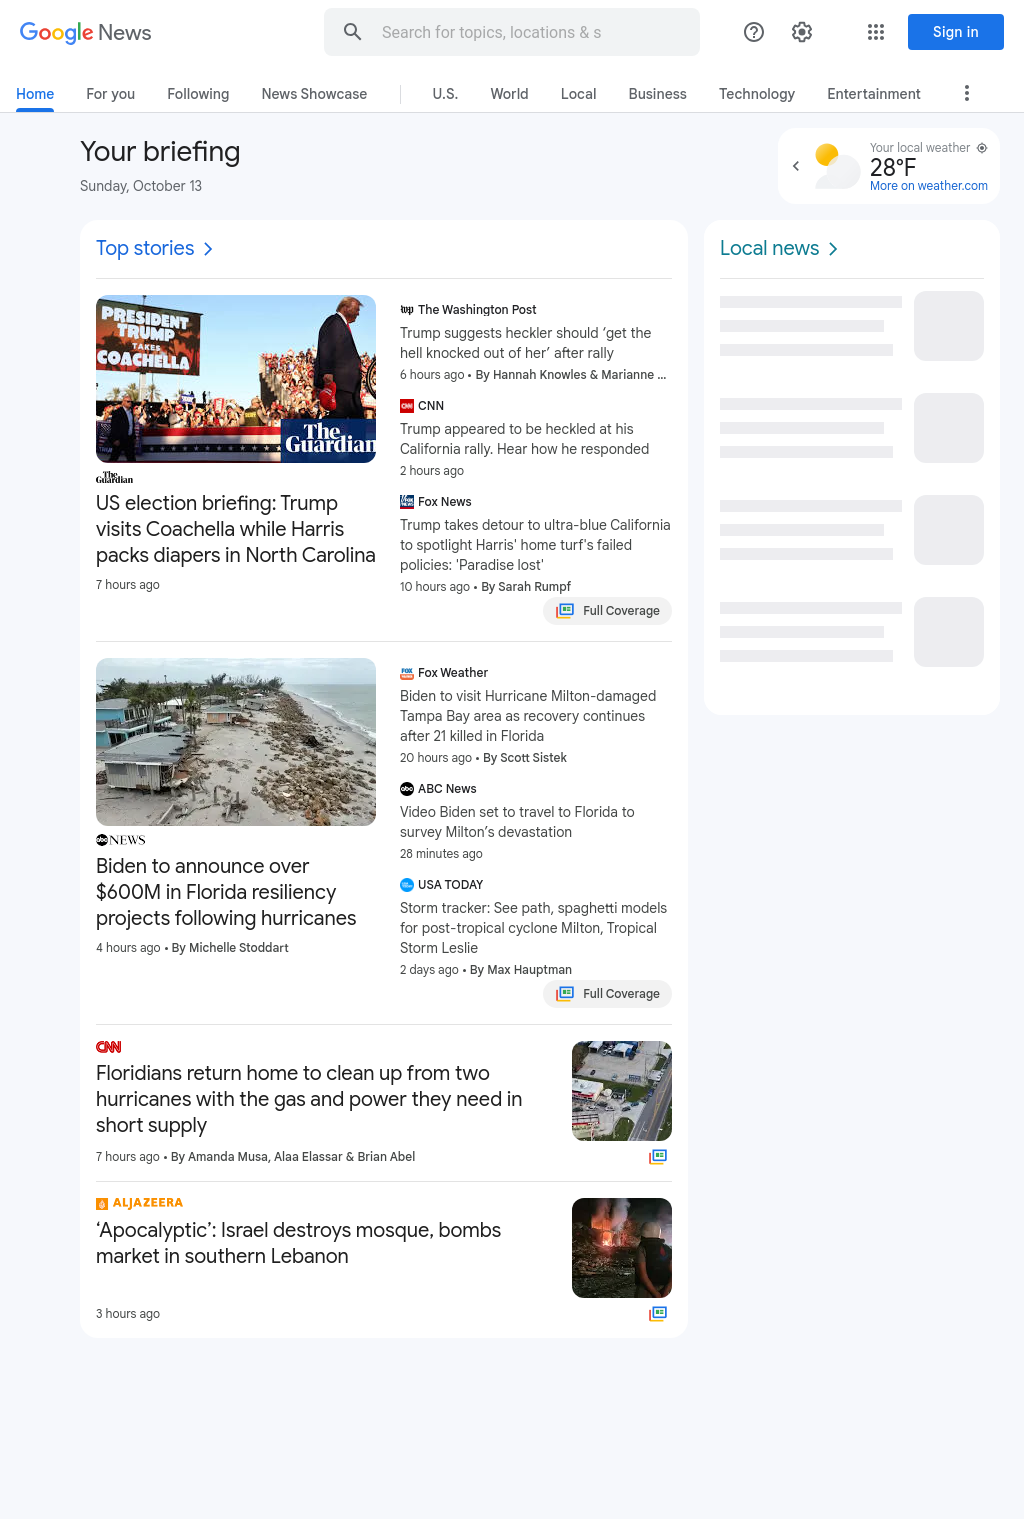 Google News
Search for topics, locations & s
Sign in
Home
For you
Following
News Showcase
U.S.
World
Local
Business
Technology
Entertainment
Your briefing
Sunday, October 13
Your local weather
28°F
More on weather.com
Top stories
PRESIDENT
TRUMP
TAKES
COACHELLA
The
Guardian
The
Guardian
US election briefing: Trump
visits Coachella while Harris
packs diapers in North Carolina
7 hours ago
wp The Washington Post
Trump suggests heckler should ‘get the
hell knocked out of her’ after rally
6 hours ago • By Hannah Knowles & Marianne ...
CNN CNN
Trump appeared to be heckled at his
California rally. Hear how he responded
2 hours ago
Fox News
Trump takes detour to ultra-blue California
to spotlight Harris' home turf's failed
policies: 'Paradise lost'
10 hours ago • By Sarah Rumpf
Full Coverage
abc NEWS
Biden to announce over
$600M in Florida resiliency
projects following hurricanes
4 hours ago • By Michelle Stoddart
Fox Weather
Biden to visit Hurricane Milton-damaged
Tampa Bay area as recovery continues
after 21 killed in Florida
20 hours ago • By Scott Sistek
abc ABC News
Video Biden set to travel to Florida to
survey Milton’s devastation
28 minutes ago
USA TODAY
Storm tracker: See path, spaghetti models
for post-tropical cyclone Milton, Tropical
Storm Leslie
2 days ago • By Max Hauptman
Full Coverage
CNN
Floridians return home to clean up from two
hurricanes with the gas and power they need in
short supply
7 hours ago • By Amanda Musa, Alaa Elassar & Brian Abel
ALJAZEERA
‘Apocalyptic’: Israel destroys mosque, bombs
market in southern Lebanon
3 hours ago
Local news